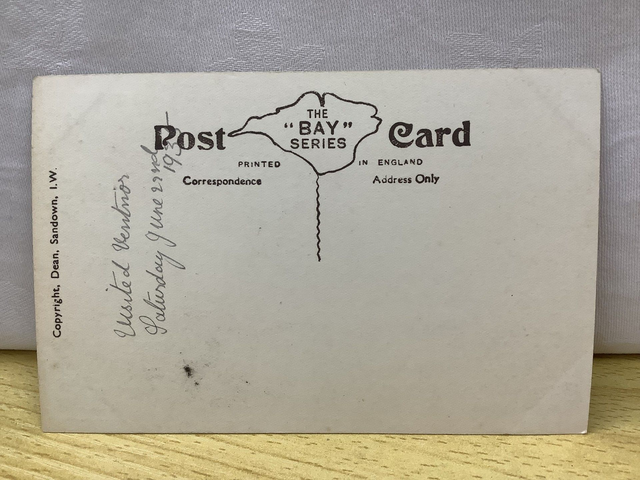 Post Card
THE
"BAY"
SERIES
PRINTED IN ENGLAND
Correspondence
Address Only
Copyright, Dean, Sandown, I.W.
Visited Ventnor
Saturday June 22nd